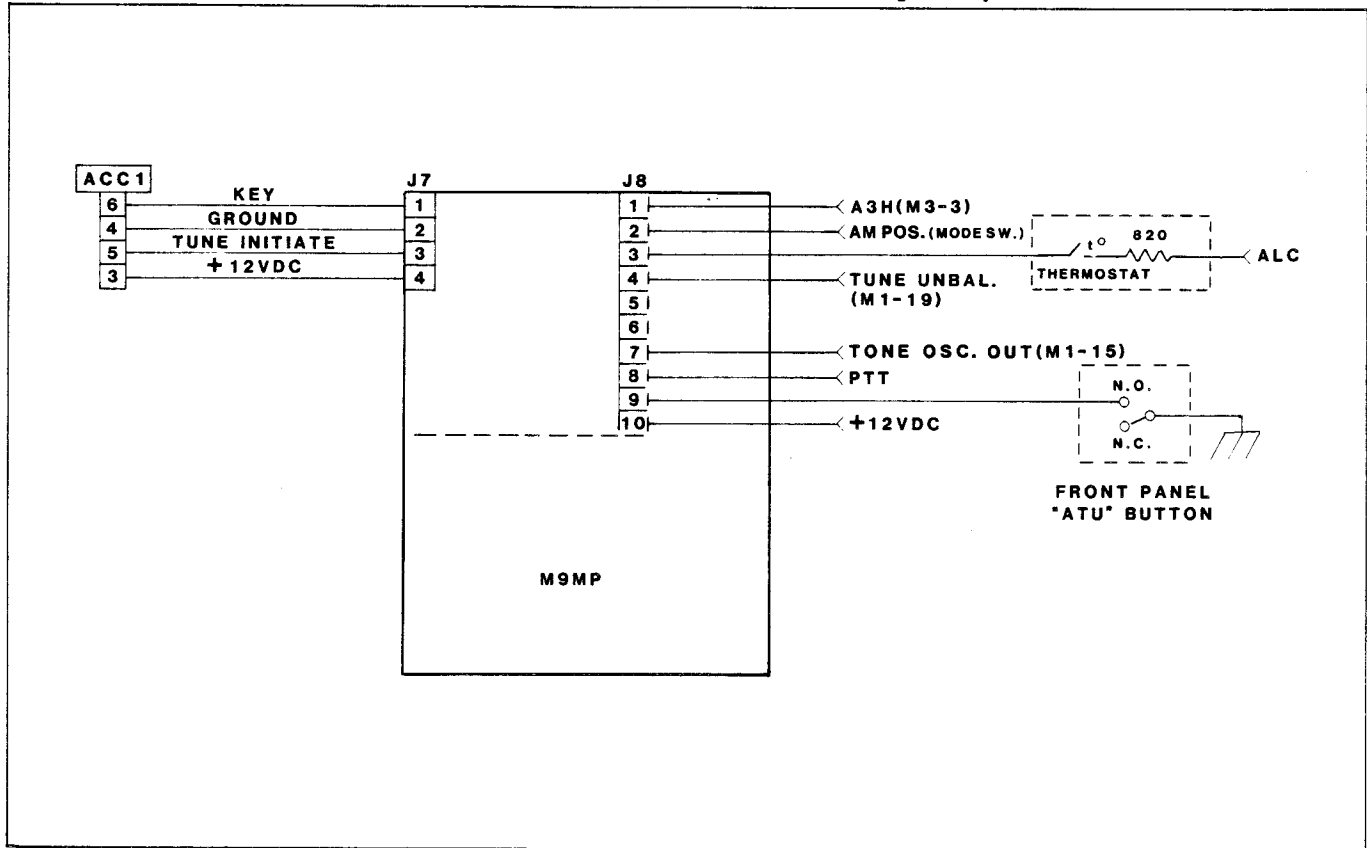 ACC1
6
4
5
3
KEY
GROUND
TUNE INITIATE
+12VDC
J7
1
2
3
4
J8
1
2
3
4
5
6
7
8
9
10
A3H(M3-3)
AM POS.(MODE SW.)
TUNE UNBAL.
(M1-19)
TONE OSC. OUT(M1-15)
PTT
+12VDC
t° 820
THERMOSTAT
ALC
N.O.
N.C.
FRONT PANEL
"ATU" BUTTON
M9MP